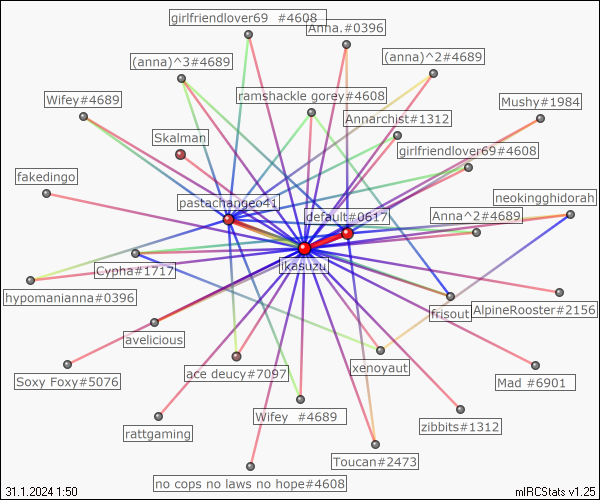 girlfriendlover69 #4608
Anna.#0396
(anna)^3#4689
(anna)^2#4689
Wifey#4689
ramshackle gorey#4608
Mushy#1984
Annarchist#1312
Skalman
girlfriendlover69#4608
fakedingo
neokingghidorah
pastachangeo41
default#0617
Anna^2#4689
jkasuzu
Cypha#1717
hypomanianna#0396
frisout
AlpineRooster#2156
avelicious
xenoyaut
ace deucy#7097
Soxy Foxy#5076
Mad #6901
Wifey #4689
zibbits#1312
rattgaming
Toucan#2473
no cops no laws no hope#4608
31.1.2024 1:50
mIRCStats v1.25